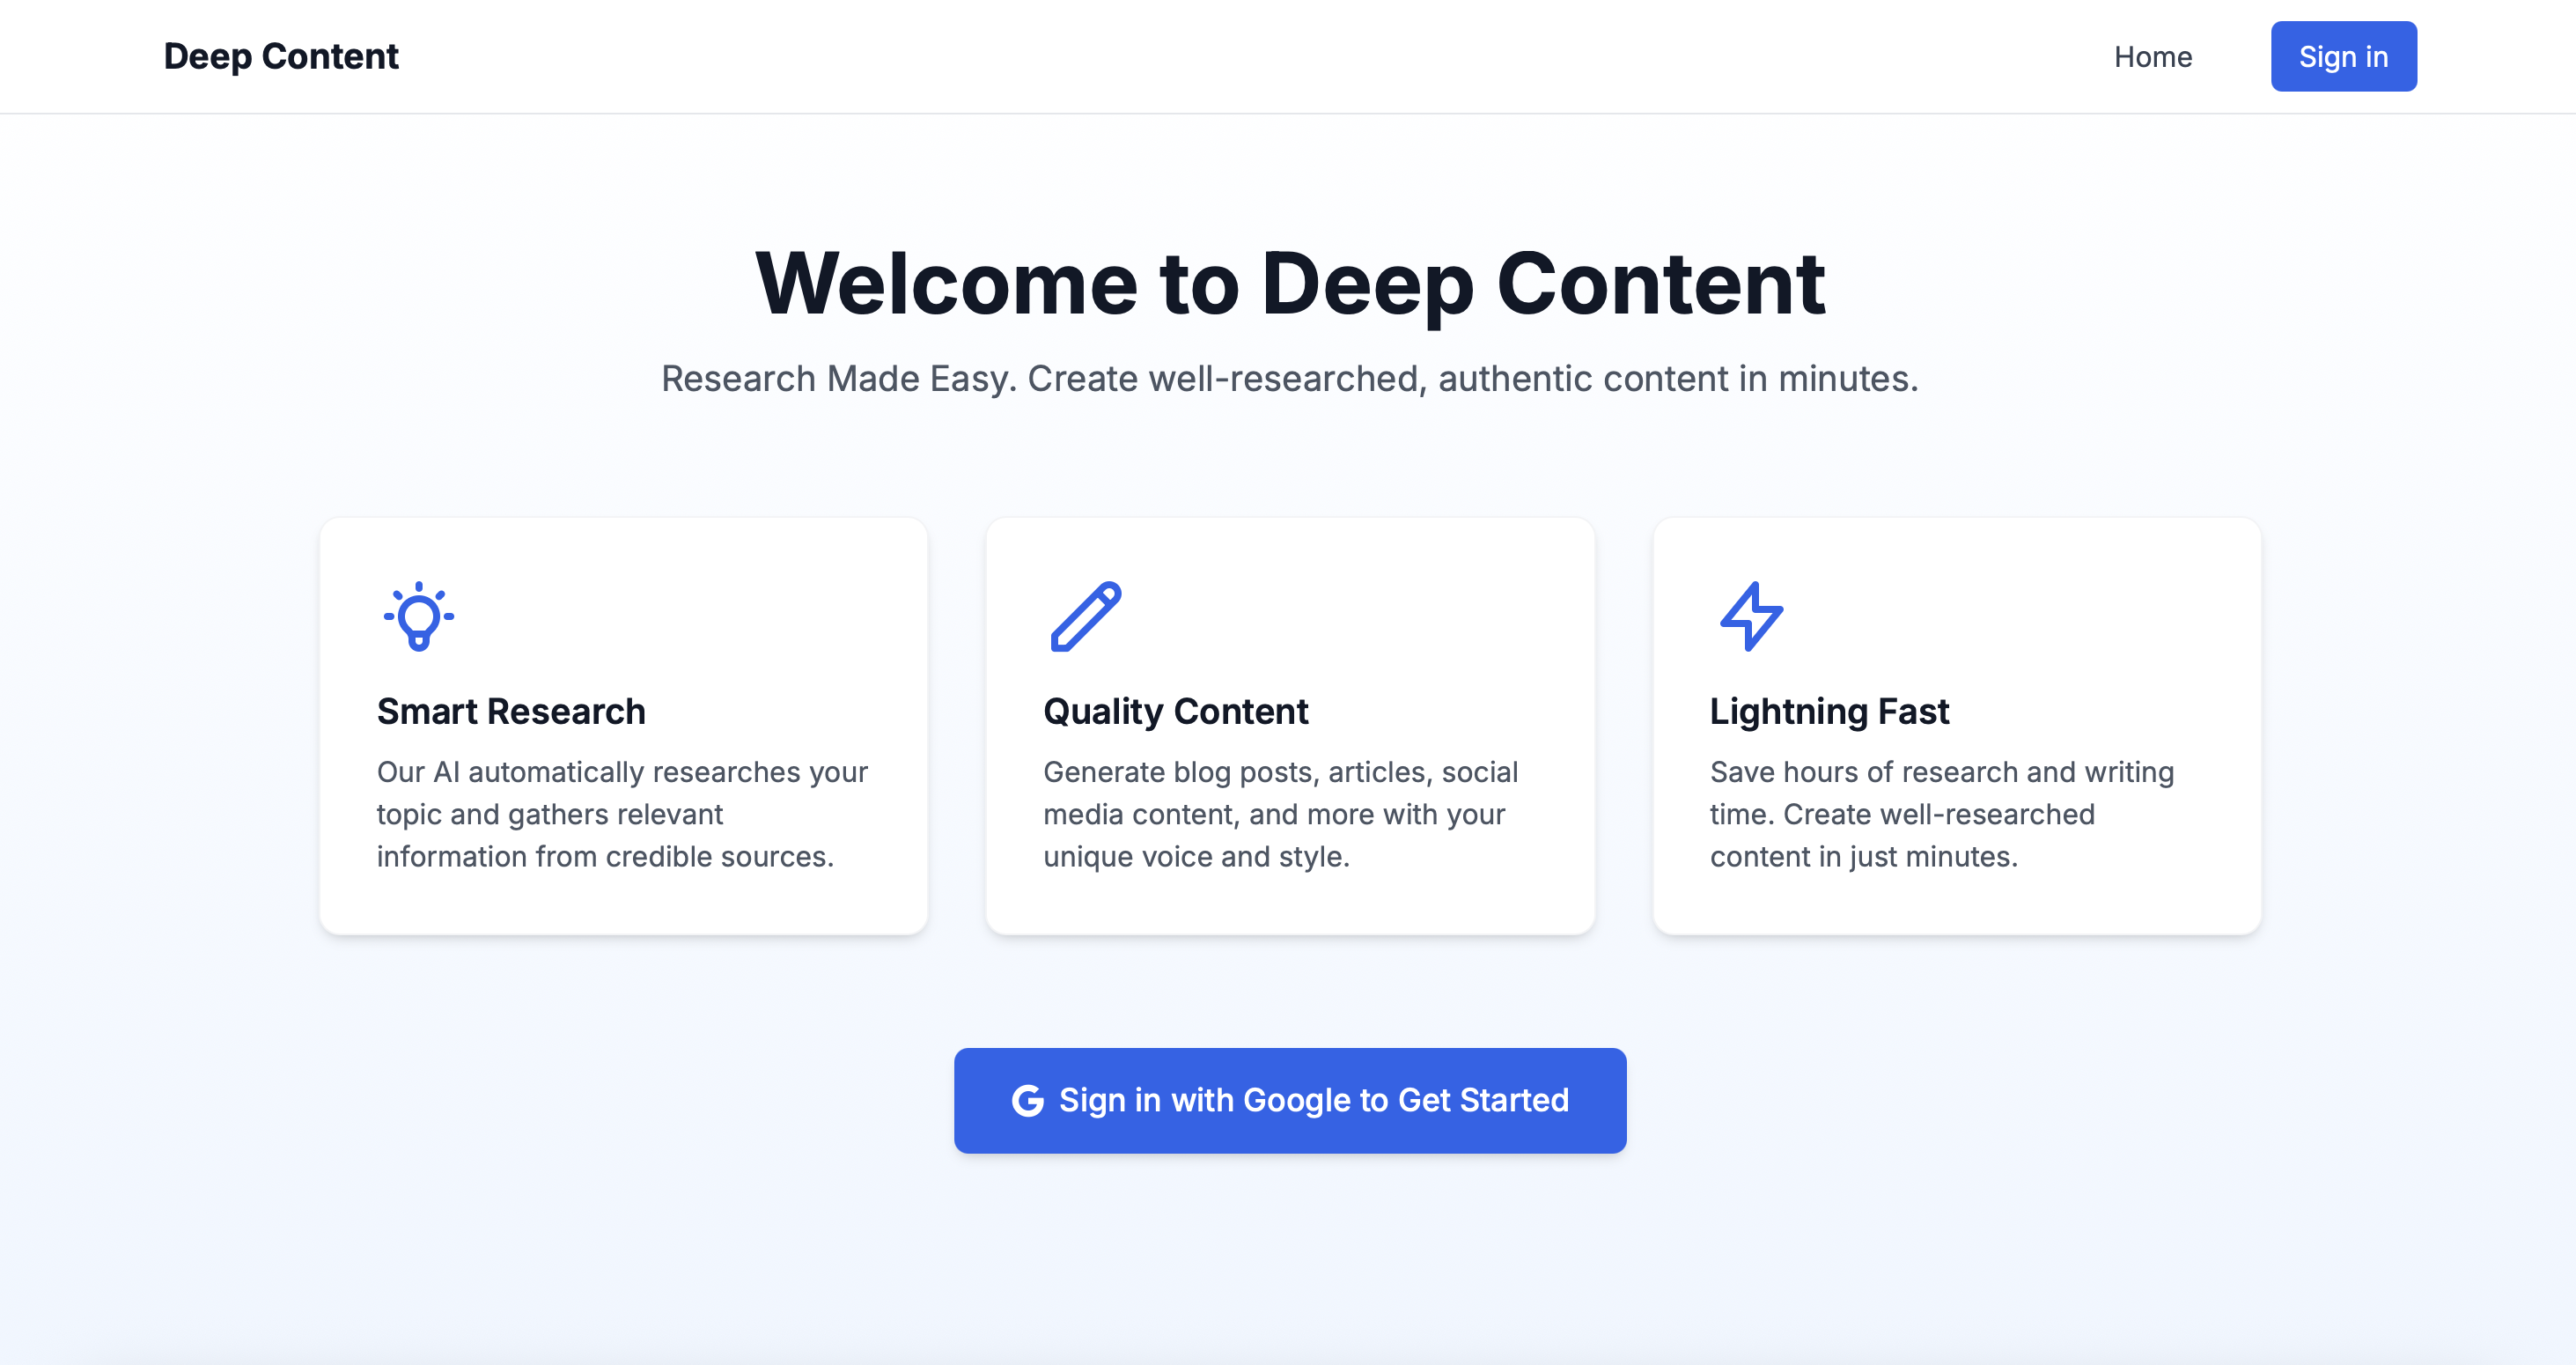 Deep Content
Home
Sign in
Welcome to Deep Content
Research Made Easy. Create well-researched, authentic content in minutes.
Smart Research
Our AI automatically researches your
topic and gathers relevant
information from credible sources.
Quality Content
Generate blog posts, articles, social
media content, and more with your
unique voice and style.
Lightning Fast
Save hours of research and writing
time. Create well-researched
content in just minutes.
Sign in with Google to Get Started